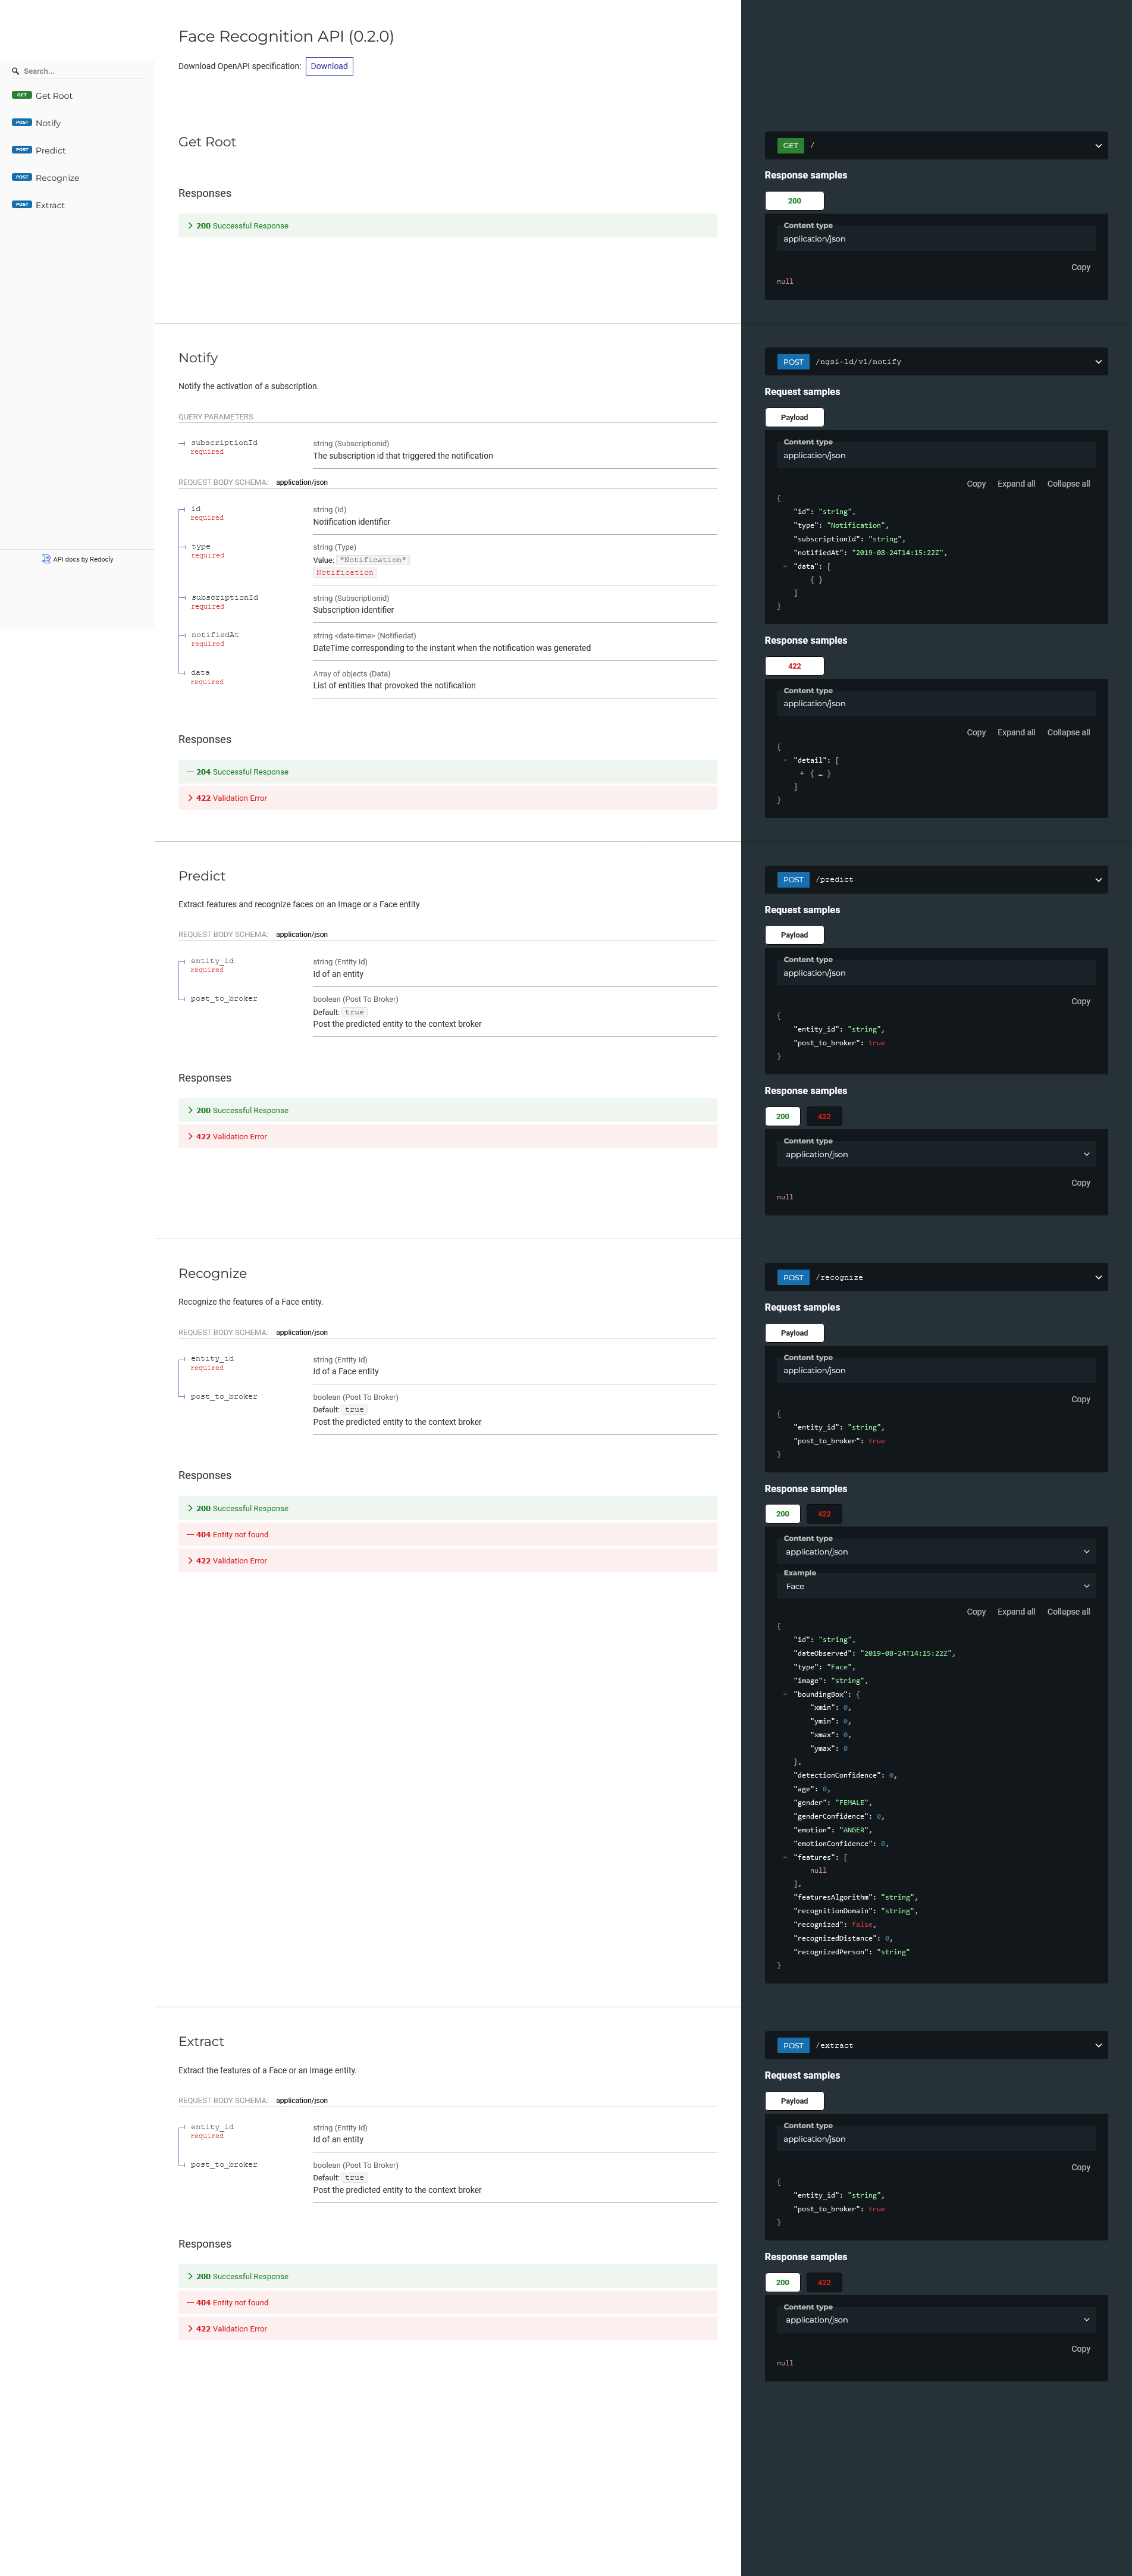 Face Recognition API (0.2.0)
Download OpenAPI specification: Download
Search...
GET Get Root
POST Notify
POST Predict
POST Recognize
POST Extract
API docs by Redocly
Get Root
Responses
200 Successful Response
GET /
Response samples
200
Content type
application/json
Copy
null
Notify
Notify the activation of a subscription.
QUERY PARAMETERS
subscriptionId
required
string (Subscriptionid)
The subscription id that triggered the notification
REQUEST BODY SCHEMA: application/json
id
required
string (Id)
Notification identifier
type
required
string (Type)
Value: "Notification"
Notification
subscriptionId
required
string (Subscriptionid)
Subscription identifier
notifiedAt
required
string <date-time> (Notifiedat)
DateTime corresponding to the instant when the notification was generated
data
required
Array of objects (Data)
List of entities that provoked the notification
Responses
— 204 Successful Response
422 Validation Error
POST /ngsi-ld/v1/notify
Request samples
Payload
Content type
application/json
Copy Expand all Collapse all
{
"id": "string",
"type": "Notification",
"subscriptionId": "string",
"notifiedAt": "2019-08-24T14:15:22Z",
- "data": [
{ }
]
}
Response samples
422
Content type
application/json
Copy Expand all Collapse all
{
- "detail": [
+ { … }
]
}
Predict
Extract features and recognize faces on an Image or a Face entity
REQUEST BODY SCHEMA: application/json
entity_id
required
string (Entity Id)
Id of an entity
post_to_broker
boolean (Post To Broker)
Default: true
Post the predicted entity to the context broker
Responses
200 Successful Response
422 Validation Error
POST /predict
Request samples
Payload
Content type
application/json
Copy
{
"entity_id": "string",
"post_to_broker": true
}
Response samples
200 422
Content type
application/json
Copy
null
Recognize
Recognize the features of a Face entity.
REQUEST BODY SCHEMA: application/json
entity_id
required
string (Entity Id)
Id of a Face entity
post_to_broker
boolean (Post To Broker)
Default: true
Post the predicted entity to the context broker
Responses
200 Successful Response
— 404 Entity not found
422 Validation Error
POST /recognize
Request samples
Payload
Content type
application/json
Copy
{
"entity_id": "string",
"post_to_broker": true
}
Response samples
200 422
Content type
application/json
Example
Face
Copy Expand all Collapse all
{
"id": "string",
"dateObserved": "2019-08-24T14:15:22Z",
"type": "Face",
"image": "string",
- "boundingBox": {
"xmin": 0,
"ymin": 0,
"xmax": 0,
"ymax": 0
},
"detectionConfidence": 0,
"age": 0,
"gender": "FEMALE",
"genderConfidence": 0,
"emotion": "ANGER",
"emotionConfidence": 0,
- "features": [
null
],
"featuresAlgorithm": "string",
"recognitionDomain": "string",
"recognized": false,
"recognizedDistance": 0,
"recognizedPerson": "string"
}
Extract
Extract the features of a Face or an Image entity.
REQUEST BODY SCHEMA: application/json
entity_id
required
string (Entity Id)
Id of an entity
post_to_broker
boolean (Post To Broker)
Default: true
Post the predicted entity to the context broker
Responses
200 Successful Response
— 404 Entity not found
422 Validation Error
POST /extract
Request samples
Payload
Content type
application/json
Copy
{
"entity_id": "string",
"post_to_broker": true
}
Response samples
200 422
Content type
application/json
Copy
null